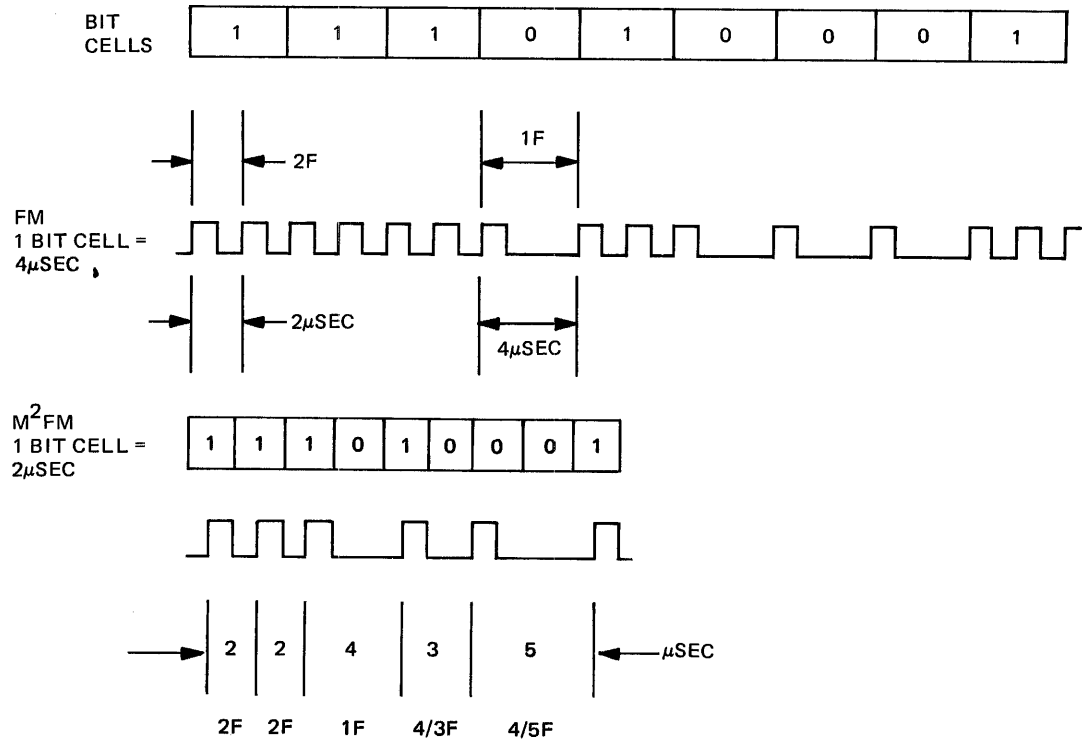 BIT
CELLS
1 1 1 0 1 0 0 0 1
2F
1F
FM
1 BIT CELL =
4μSEC
2μSEC
4μSEC
M²FM
1 BIT CELL =
2μSEC
1 1 1 0 1 0 0 0 1
2 2 4 3 5 μSEC
2F 2F 1F 4/3F 4/5F